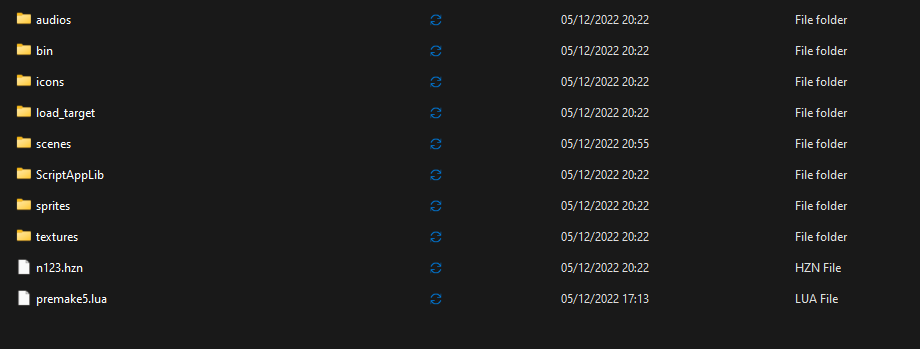 audios 05/12/2022 20:22 File folder
bin 05/12/2022 20:22 File folder
icons 05/12/2022 20:22 File folder
load_target 05/12/2022 20:22 File folder
scenes 05/12/2022 20:55 File folder
ScriptAppLib 05/12/2022 20:22 File folder
sprites 05/12/2022 20:22 File folder
textures 05/12/2022 20:22 File folder
n123.hzn 05/12/2022 20:22 HZN File
premake5.lua 05/12/2022 17:13 LUA File